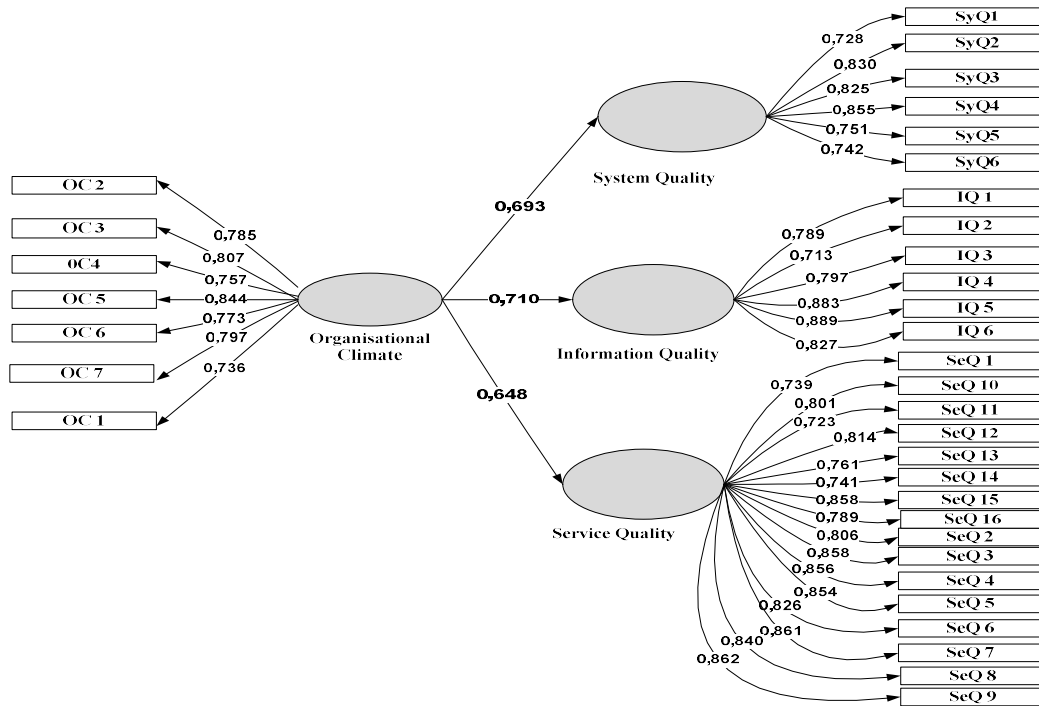 OC 2
OC 3
0C4
OC 5
OC 6
OC 7
OC 1
0,785
0,807
0,757
0,844
0,773
0,797
0,736
Organisational
Climate
0,693
0,710
0,648
System Quality
0,728
0,830
0,825
0,855
0,751
0,742
SyQ1
SyQ2
SyQ3
SyQ4
SyQ5
SyQ6
Information Quality
0,789
0,713
0,797
0,883
0,889
0,827
IQ 1
IQ 2
IQ 3
IQ 4
IQ 5
IQ 6
Service Quality
0,739
0,801
0,723
0,814
0,761
0,741
0,858
0,789
0,806
0,858
0,856
0,854
0,826
0,861
0,840
0,862
SeQ 1
SeQ 10
SeQ 11
SeQ 12
SeQ 13
SeQ 14
SeQ 15
SeQ 16
SeQ 2
SeQ 3
SeQ 4
SeQ 5
SeQ 6
SeQ 7
SeQ 8
SeQ 9